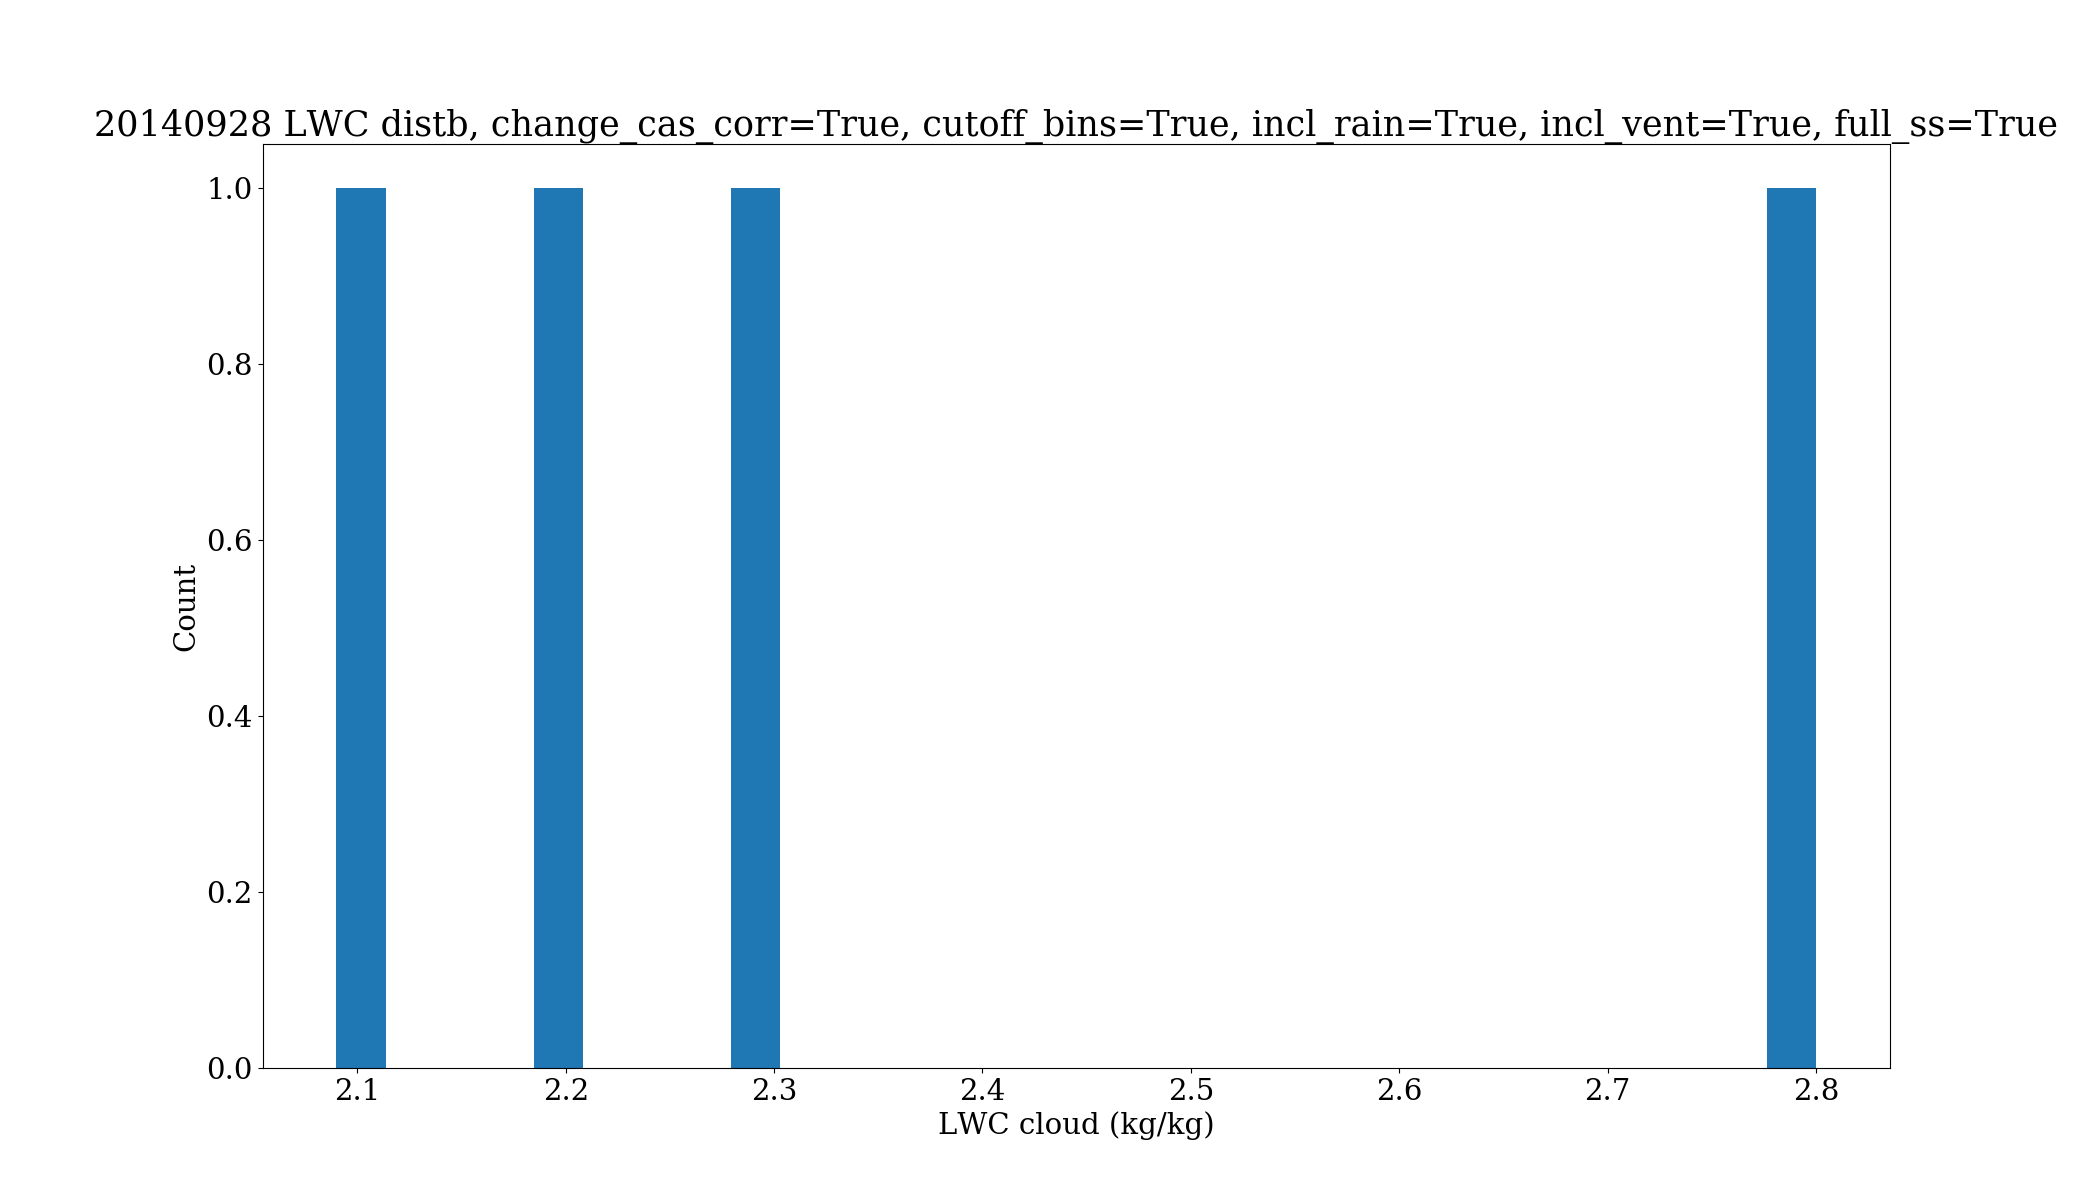 20140928 LWC distb, change_cas_corr=True, cutoff_bins=True, incl_rain=True, incl_vent=True, full_ss=True
1.0
0.8
0.6
0.4
0.2
0.0
Count
2.1 2.2 2.3 2.4 2.5 2.6 2.7 2.8
LWC cloud (kg/kg)